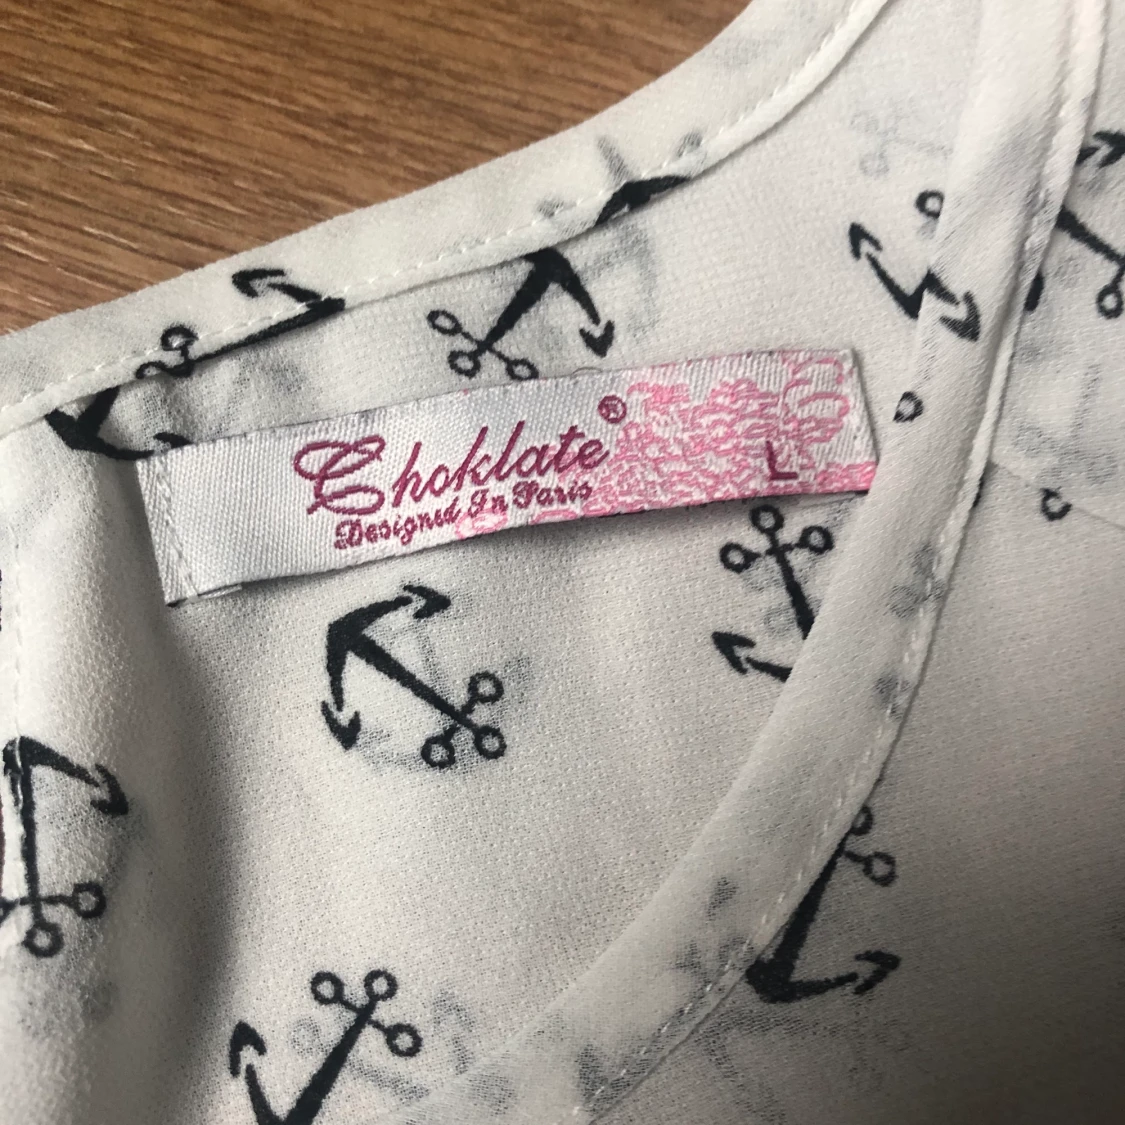 Choklate®
Designed In Paris
L